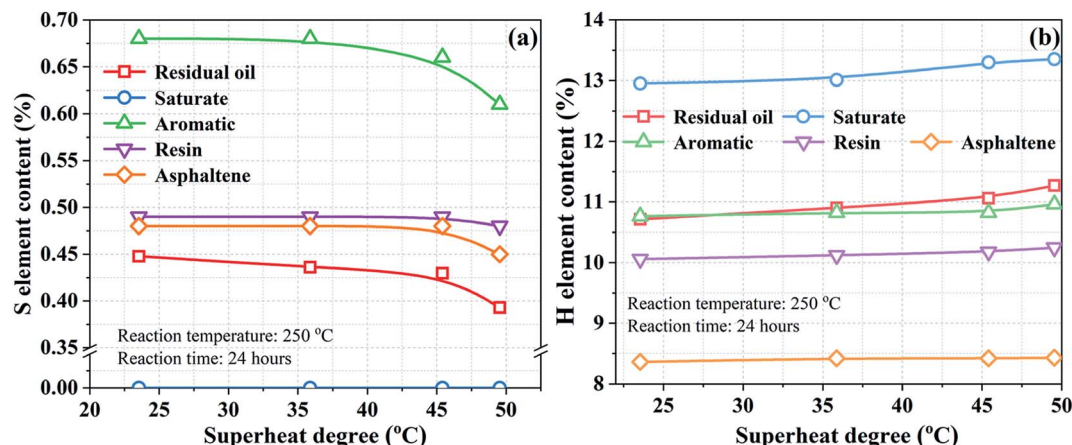 (a)
S element content (%)
0.70
0.65
0.60
0.55
0.50
0.45
0.40
0.35
0.00
Residual oil
Saturate
Aromatic
Resin
Asphaltene
Reaction temperature: 250 °C
Reaction time: 24 hours
20 25 30 35 40 45 50
Superheat degree (°C)
(b)
H element content (%)
14
13
12
11
10
9
8
Residual oil Saturate
Aromatic Resin Asphaltene
Reaction temperature: 250 °C
Reaction time: 24 hours
25 30 35 40 45 50
Superheat degree (°C)